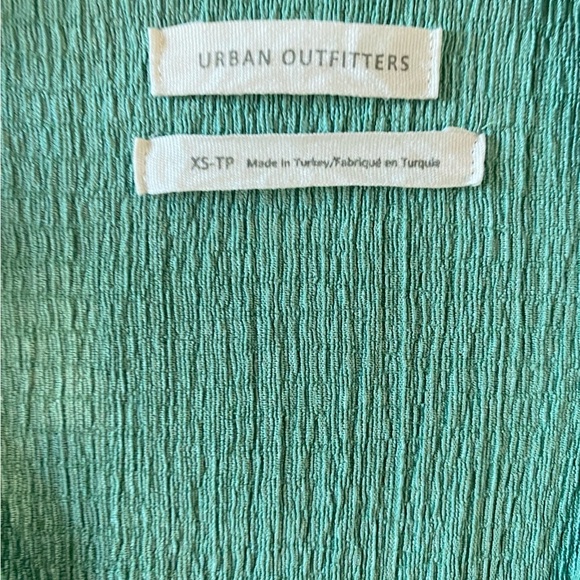 URBAN OUTFITTERS
XS-TP Made in Turkey/Fabriqué en Turquie